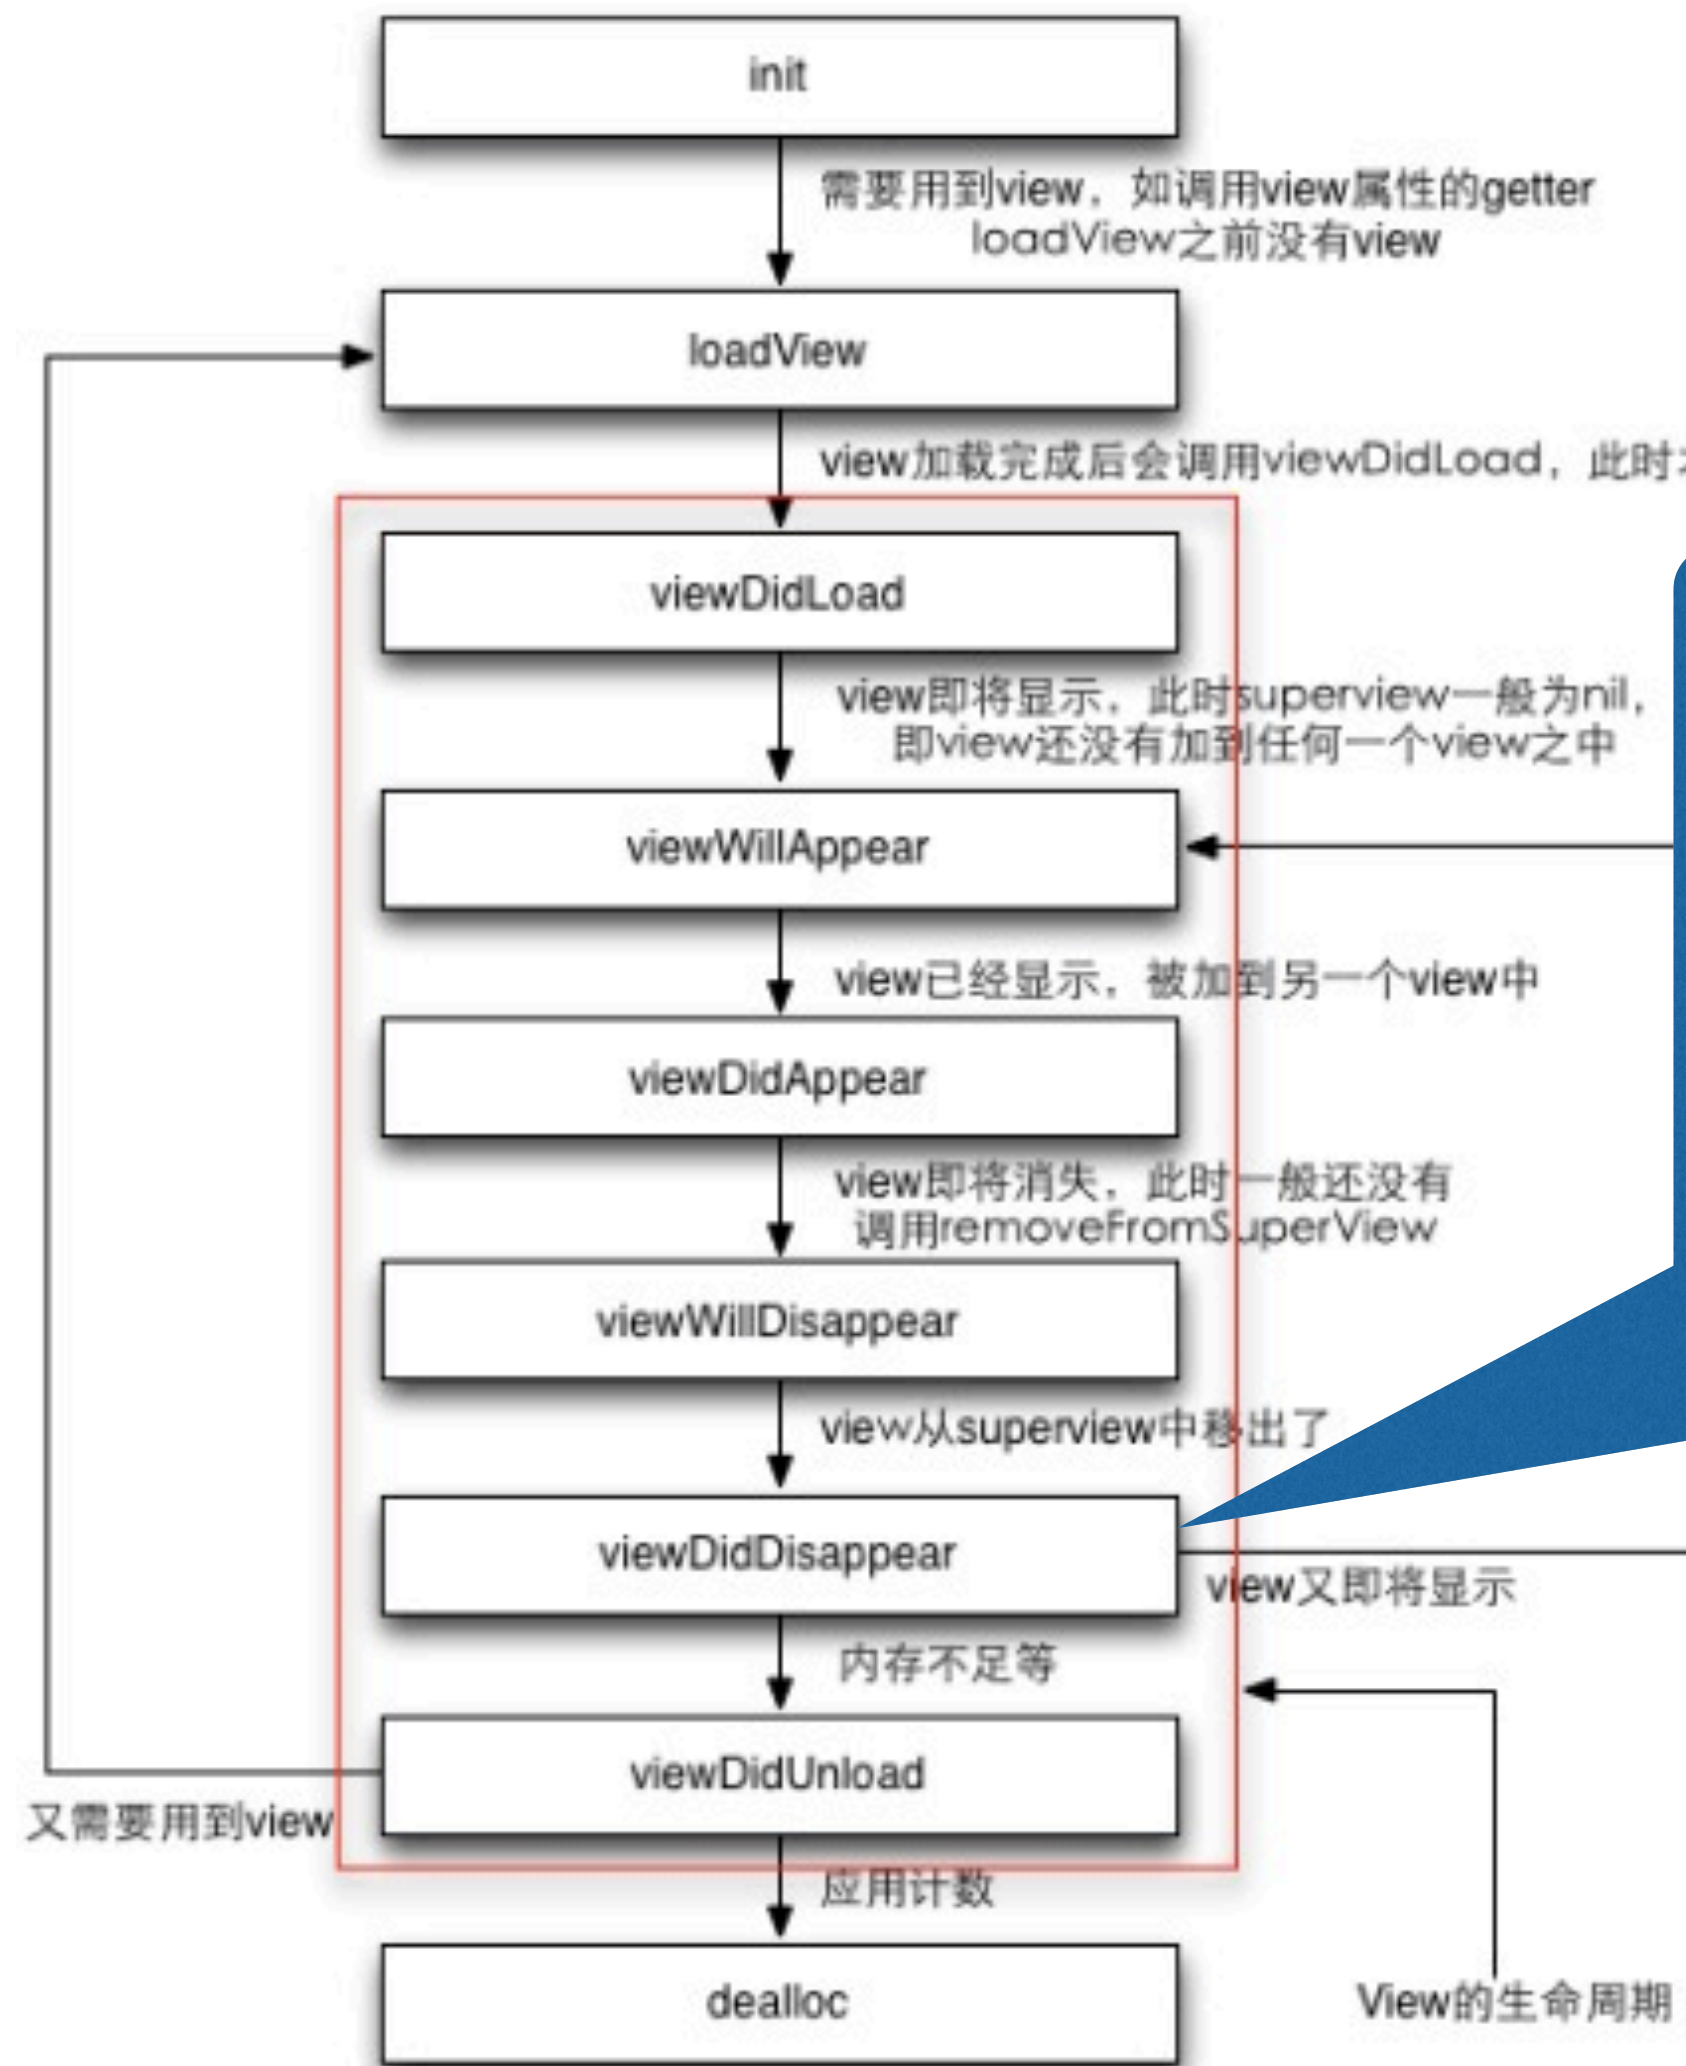 init
需要用到view，如调用view属性的getter
loadView之前没有view
loadView
view加载完成后会调用viewDidLoad，此时
viewDidLoad
view即将显示，此时superview一般为nil，
即view还没有加到任何一个view之中
viewWillAppear
view已经显示，被加到另一个view中
viewDidAppear
view即将消失，此时一般还没有
调用removeFromSuperView
viewWillDisappear
view从superview中移出了
viewDidDisappear
view又即将显示
内存不足等
viewDidUnload
又需要用到view
应用计数
dealloc
View的生命周期